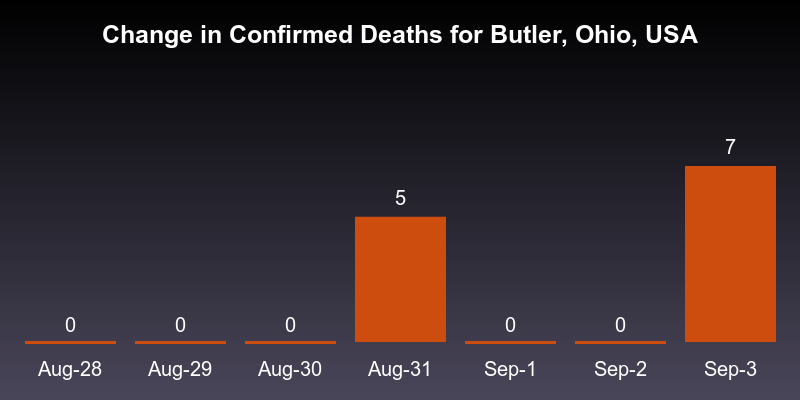 Change in Confirmed Deaths for Butler, Ohio, USA
0 0 0 5 0 0 7
Aug-28 Aug-29 Aug-30 Aug-31 Sep-1 Sep-2 Sep-3